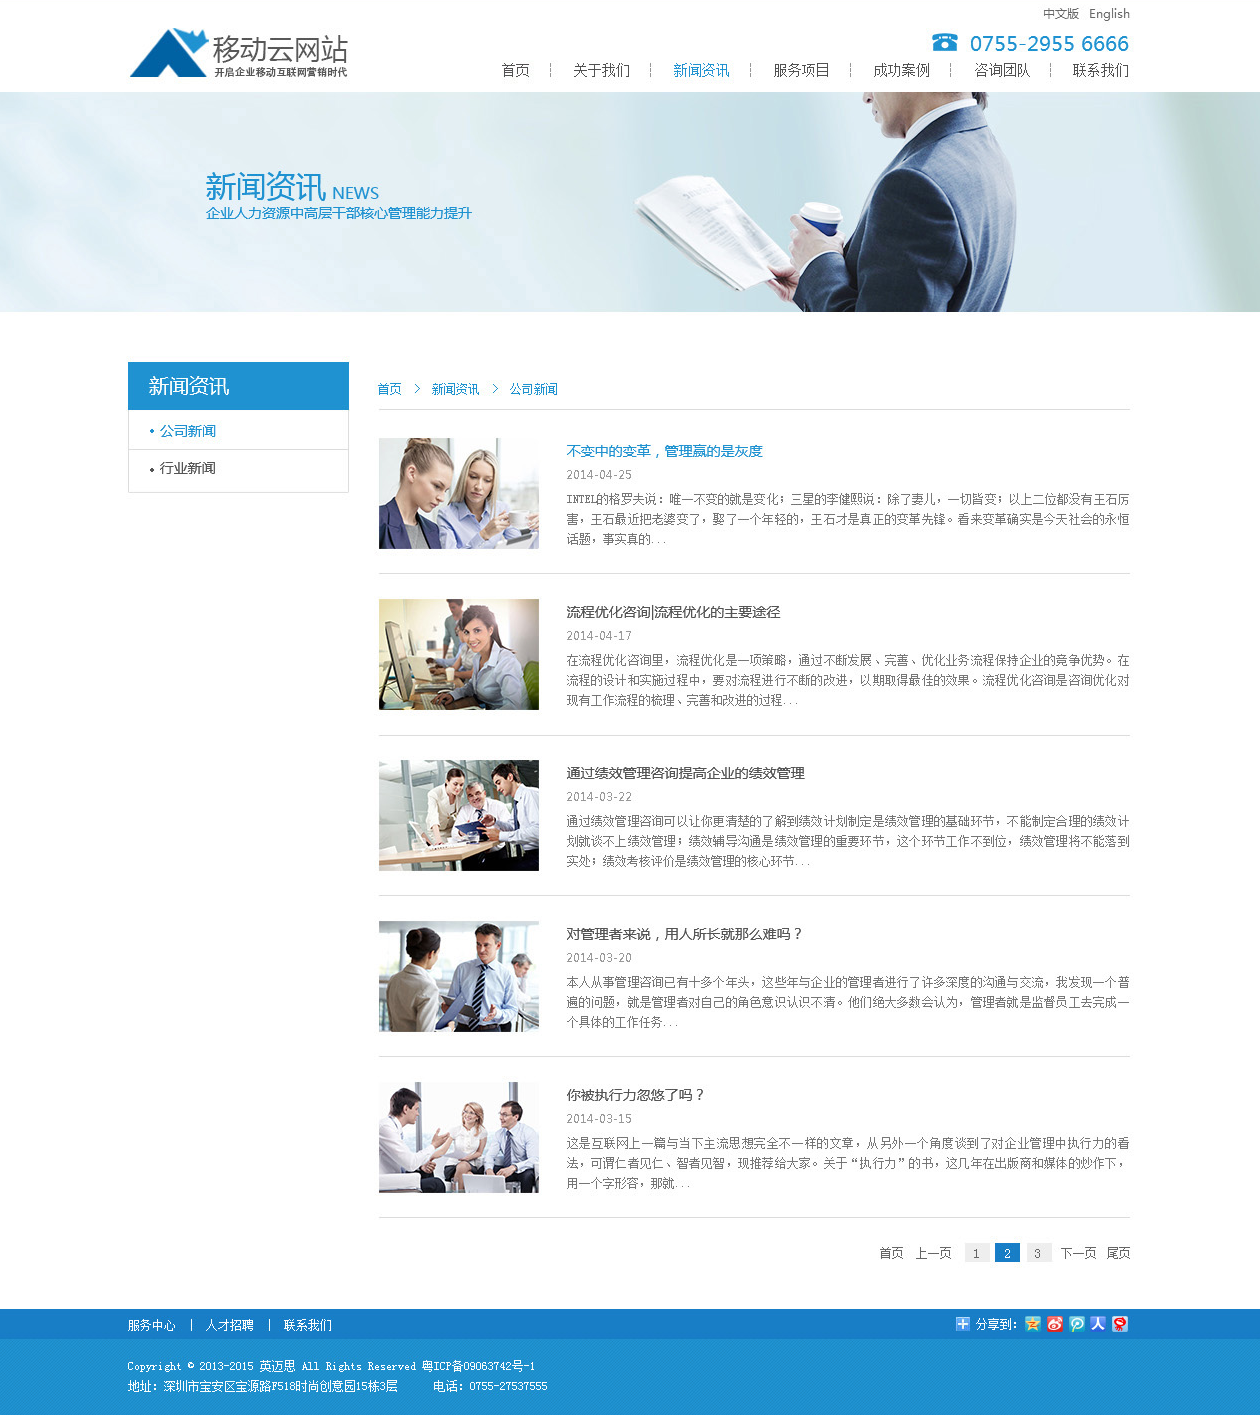 中文版 English
移动云网站
开启企业移动互联网营销时代
0755-2955 6666
首页 关于我们 新闻资讯 服务项目 成功案例 咨询团队 联系我们
新闻资讯 NEWS
企业人力资源中高层干部核心管理能力提升
新闻资讯
公司新闻
行业新闻
首页 > 新闻资讯 > 公司新闻
不变中的变革，管理赢的是灰度
2014-04-25
INTEL的格罗夫说：唯一不变的就是变化；三星的李健熙说：除了妻儿，一切皆变；以上二位都没有王石厉
害，王石最近把老婆变了，娶了一个年轻的，王石才是真正的变革先锋。看来变革确实是今天社会的永恒
话题，事实真的...
流程优化咨询|流程优化的主要途径
2014-04-17
在流程优化咨询里，流程优化是一项策略，通过不断发展、完善、优化业务流程保持企业的竞争优势。在
流程的设计和实施过程中，要对流程进行不断的改进，以期取得最佳的效果。流程优化咨询是咨询优化对
现有工作流程的梳理、完善和改进的过程...
通过绩效管理咨询提高企业的绩效管理
2014-03-22
通过绩效管理咨询可以让你更清楚的了解到绩效计划制定是绩效管理的基础环节，不能制定合理的绩效计
划就谈不上绩效管理；绩效辅导沟通是绩效管理的重要环节，这个环节工作不到位，绩效管理将不能落到
实处；绩效考核评价是绩效管理的核心环节...
对管理者来说，用人所长就那么难吗？
2014-03-20
本人从事管理咨询已有十多个年头，这些年与企业的管理者进行了许多深度的沟通与交流，我发现一个普
遍的问题，就是管理者对自己的角色意识认识不清。他们绝大多数会认为，管理者就是监督员工去完成一
个具体的工作任务...
你被执行力忽悠了吗？
2014-03-15
这是互联网上一篇与当下主流思想完全不一样的文章，从另外一个角度谈到了对企业管理中执行力的看
法，可谓仁者见仁、智者见智，现推荐给大家。关于“执行力”的书，这几年在出版商和媒体的炒作下，
用一个字形容，那就...
首页 上一页 1 2 3 下一页 尾页
服务中心 | 人才招聘 | 联系我们 分享到：
Copyright © 2013-2015 英迈思 All Rights Reserved 粤ICP备09063742号-1
地址：深圳市宝安区宝源路F518时尚创意园15栋3层 电话：0755-27537555